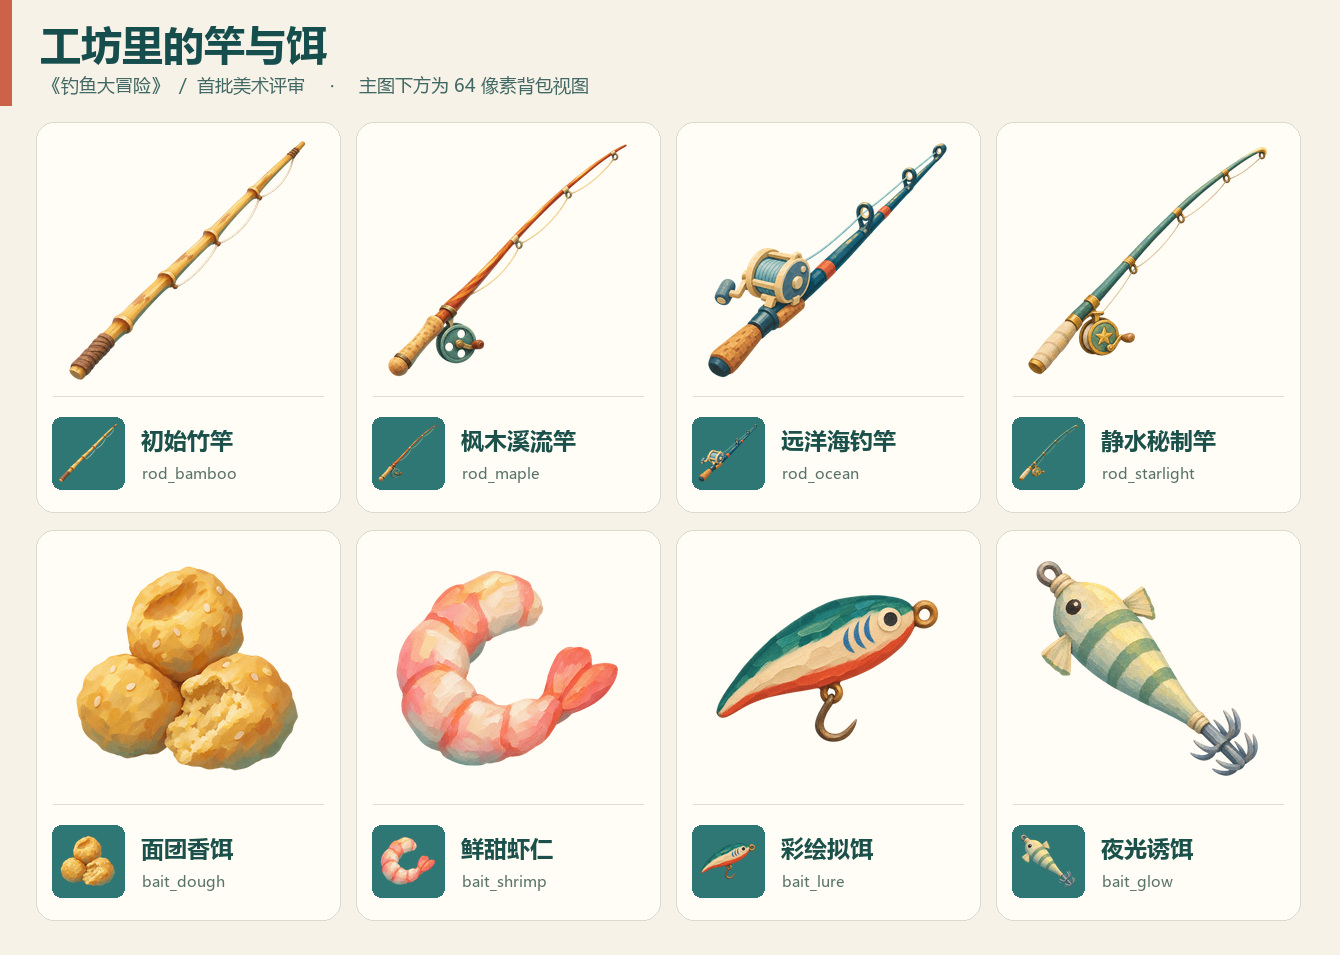 工坊里的竿与饵
《钓鱼大冒险》 / 首批美术评审 · 主图下方为 64 像素背包视图
初始竹竿
rod_bamboo
枫木溪流竿
rod_maple
远洋海钓竿
rod_ocean
静水秘制竿
rod_starlight
面团香饵
bait_dough
鲜甜虾仁
bait_shrimp
彩绘拟饵
bait_lure
夜光诱饵
bait_glow